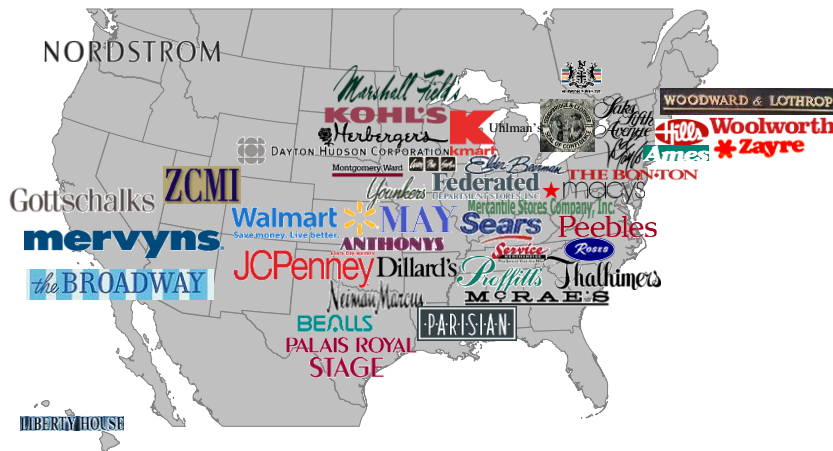 NORDSTROM
Marshall Field's
KOHL'S
Herberger's
DAYTON HUDSON CORPORATION
K
kmart
Uhlman's
Saks
Fifth
Avenue
WOODWARD & LOTHROP
Hills
Woolworth
Ames
Zayre
Montgomery Ward
Elder-Beerman
THE BON-TON
Younkers
Federated
DEPARTMENT STORES, INC.
macys
Mercantile Stores Company, Inc.
Gottschalks
ZCMI
Walmart
Save money. Live better.
MAY
Sears
Peebles
mervyns
ANTHONYS
Service
MERCHANDISE
ROSES
the BROADWAY
JCPenney
Dillard's
Proffitts
Thalhimers
Neiman Marcus
McRAE'S
BEALLS
PARISIAN
PALAIS ROYAL
STAGE
LIBERTY HOUSE